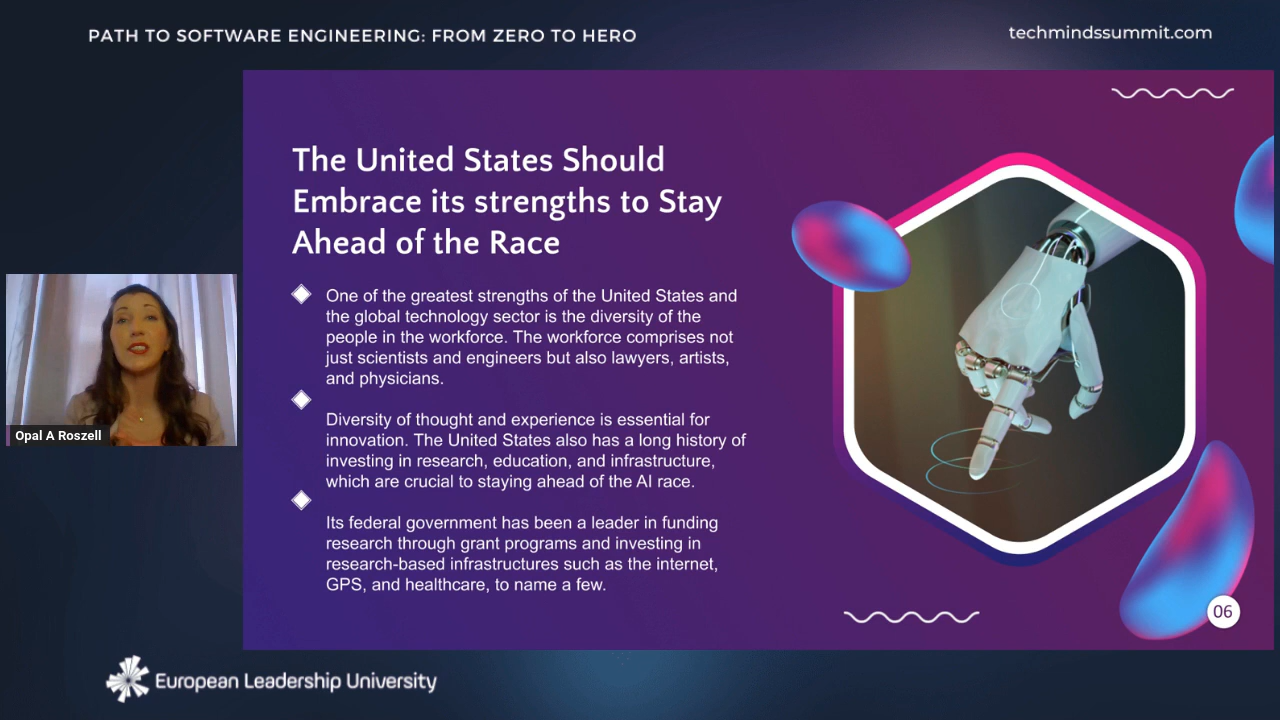 PATH TO SOFTWARE ENGINEERING: FROM ZERO TO HERO
techmindssummit.com
The United States Should
Embrace its strengths to Stay
Ahead of the Race
One of the greatest strengths of the United States and
the global technology sector is the diversity of the
people in the workforce. The workforce comprises not
just scientists and engineers but also lawyers, artists,
and physicians.
Diversity of thought and experience is essential for
innovation. The United States also has a long history of
investing in research, education, and infrastructure,
which are crucial to staying ahead of the AI race.
Its federal government has been a leader in funding
research through grant programs and investing in
research-based infrastructures such as the internet,
GPS, and healthcare, to name a few.
Opal A Roszell
06
European Leadership University